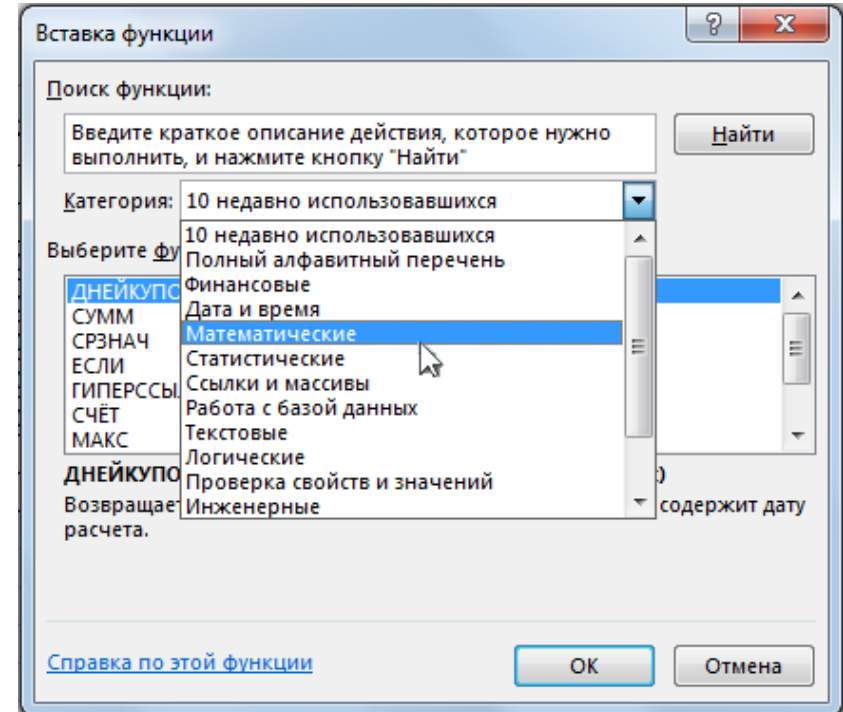 Вставка функции
Поиск функции:
Введите краткое описание действия, которое нужно
выполнить, и нажмите кнопку "Найти"
Найти
Категория: 10 недавно использовавшихся
10 недавно использовавшихся
Полный алфавитный перечень
Финансовые
Дата и время
Математические
Статистические
Ссылки и массивы
Работа с базой данных
Текстовые
Логические
Проверка свойств и значений
Инженерные
Выберите фу
ДНЕЙКУПО
СУММ
СРЗНАЧ
ЕСЛИ
ГИПЕРССЫ
СЧЁТ
МАКС
ДНЕЙКУПО )
Возвращает содержит дату
расчета.
Справка по этой функции
ОК
Отмена